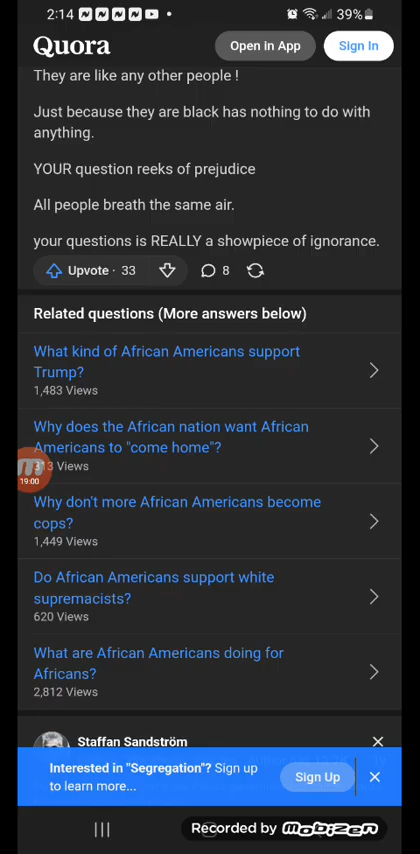 2:14
39%
Quora
Open in App
Sign In
They are like any other people !
Just because they are black has nothing to do with
anything.
YOUR question reeks of prejudice
All people breath the same air.
your questions is REALLY a showpiece of ignorance.
Upvote · 33
8
Related questions (More answers below)
What kind of African Americans support
Trump?
1,483 Views
Why does the African nation want African
Americans to "come home"?
313 Views
19:00
Why don't more African Americans become
cops?
1,449 Views
Do African Americans support white
supremacists?
620 Views
What are African Americans doing for
Africans?
2,812 Views
Staffan Sandström
Interested in "Segregation"? Sign up
to learn more...
Sign Up
Recorded by Mobizen